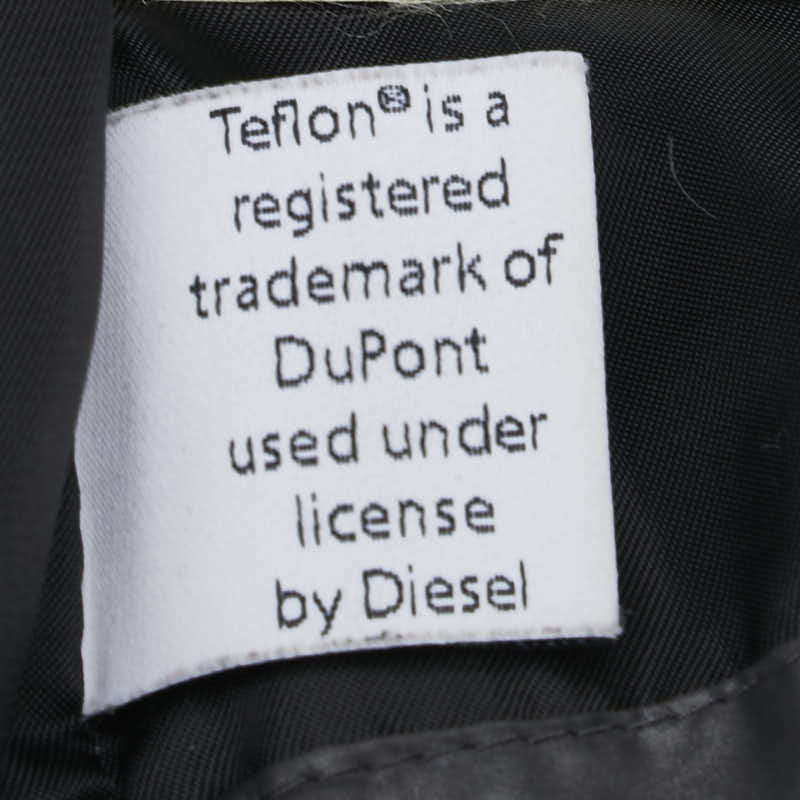 Teflon® is a
registered
trademark of
DuPont
used under
license
by Diesel